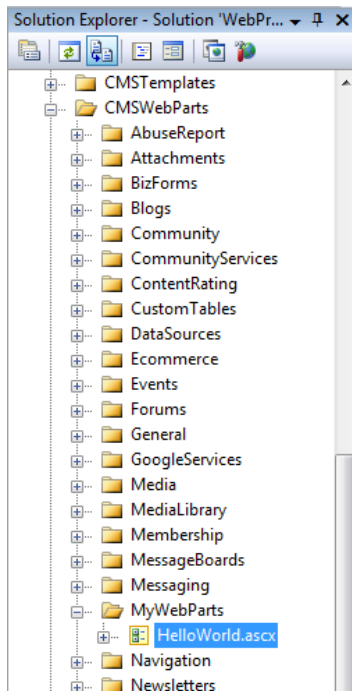 Solution Explorer - Solution 'WebPr...
CMSTemplates
CMSWebParts
AbuseReport
Attachments
BizForms
Blogs
Community
CommunityServices
ContentRating
CustomTables
DataSources
Ecommerce
Events
Forums
General
GoogleServices
Media
MediaLibrary
Membership
MessageBoards
Messaging
MyWebParts
HelloWorld.ascx
Navigation
Newsletters